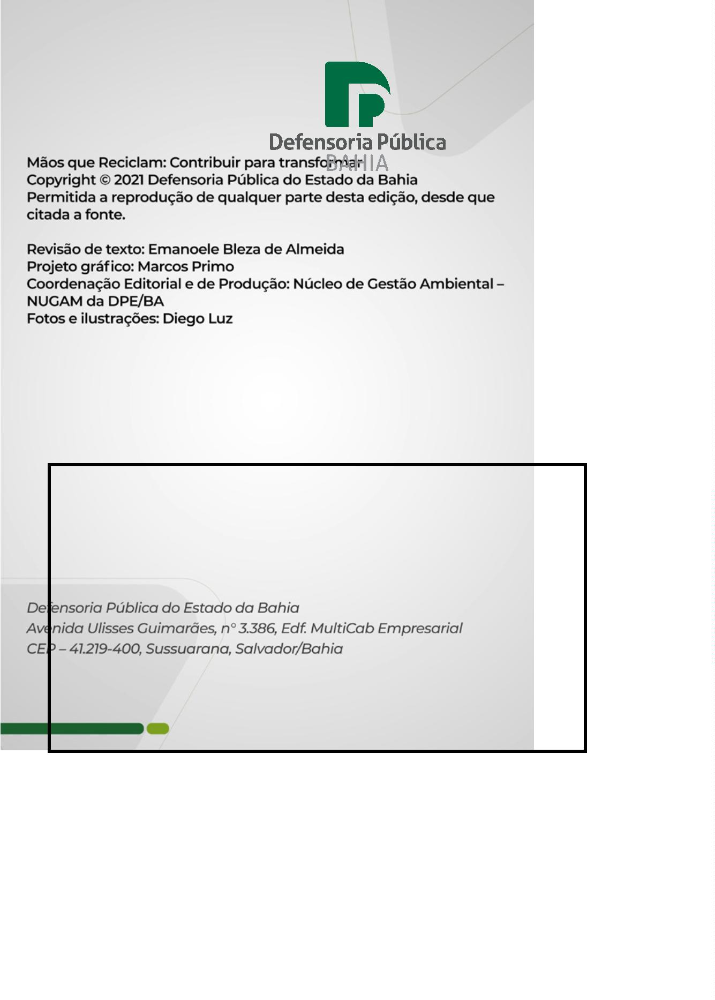 Defensoria Pública
BAHIA
Mãos que Reciclam: Contribuir para transformar
Copyright © 2021 Defensoria Pública do Estado da Bahia
Permitida a reprodução de qualquer parte desta edição, desde que
citada a fonte.
Revisão de texto: Emanoele Bleza de Almeida
Projeto gráfico: Marcos Primo
Coordenação Editorial e de Produção: Núcleo de Gestão Ambiental –
NUGAM da DPE/BA
Fotos e ilustrações: Diego Luz
Defensoria Pública do Estado da Bahia
Avenida Ulisses Guimarães, n° 3.386, Edf. MultiCab Empresarial
CEP – 41.219-400, Sussuarana, Salvador/Bahia